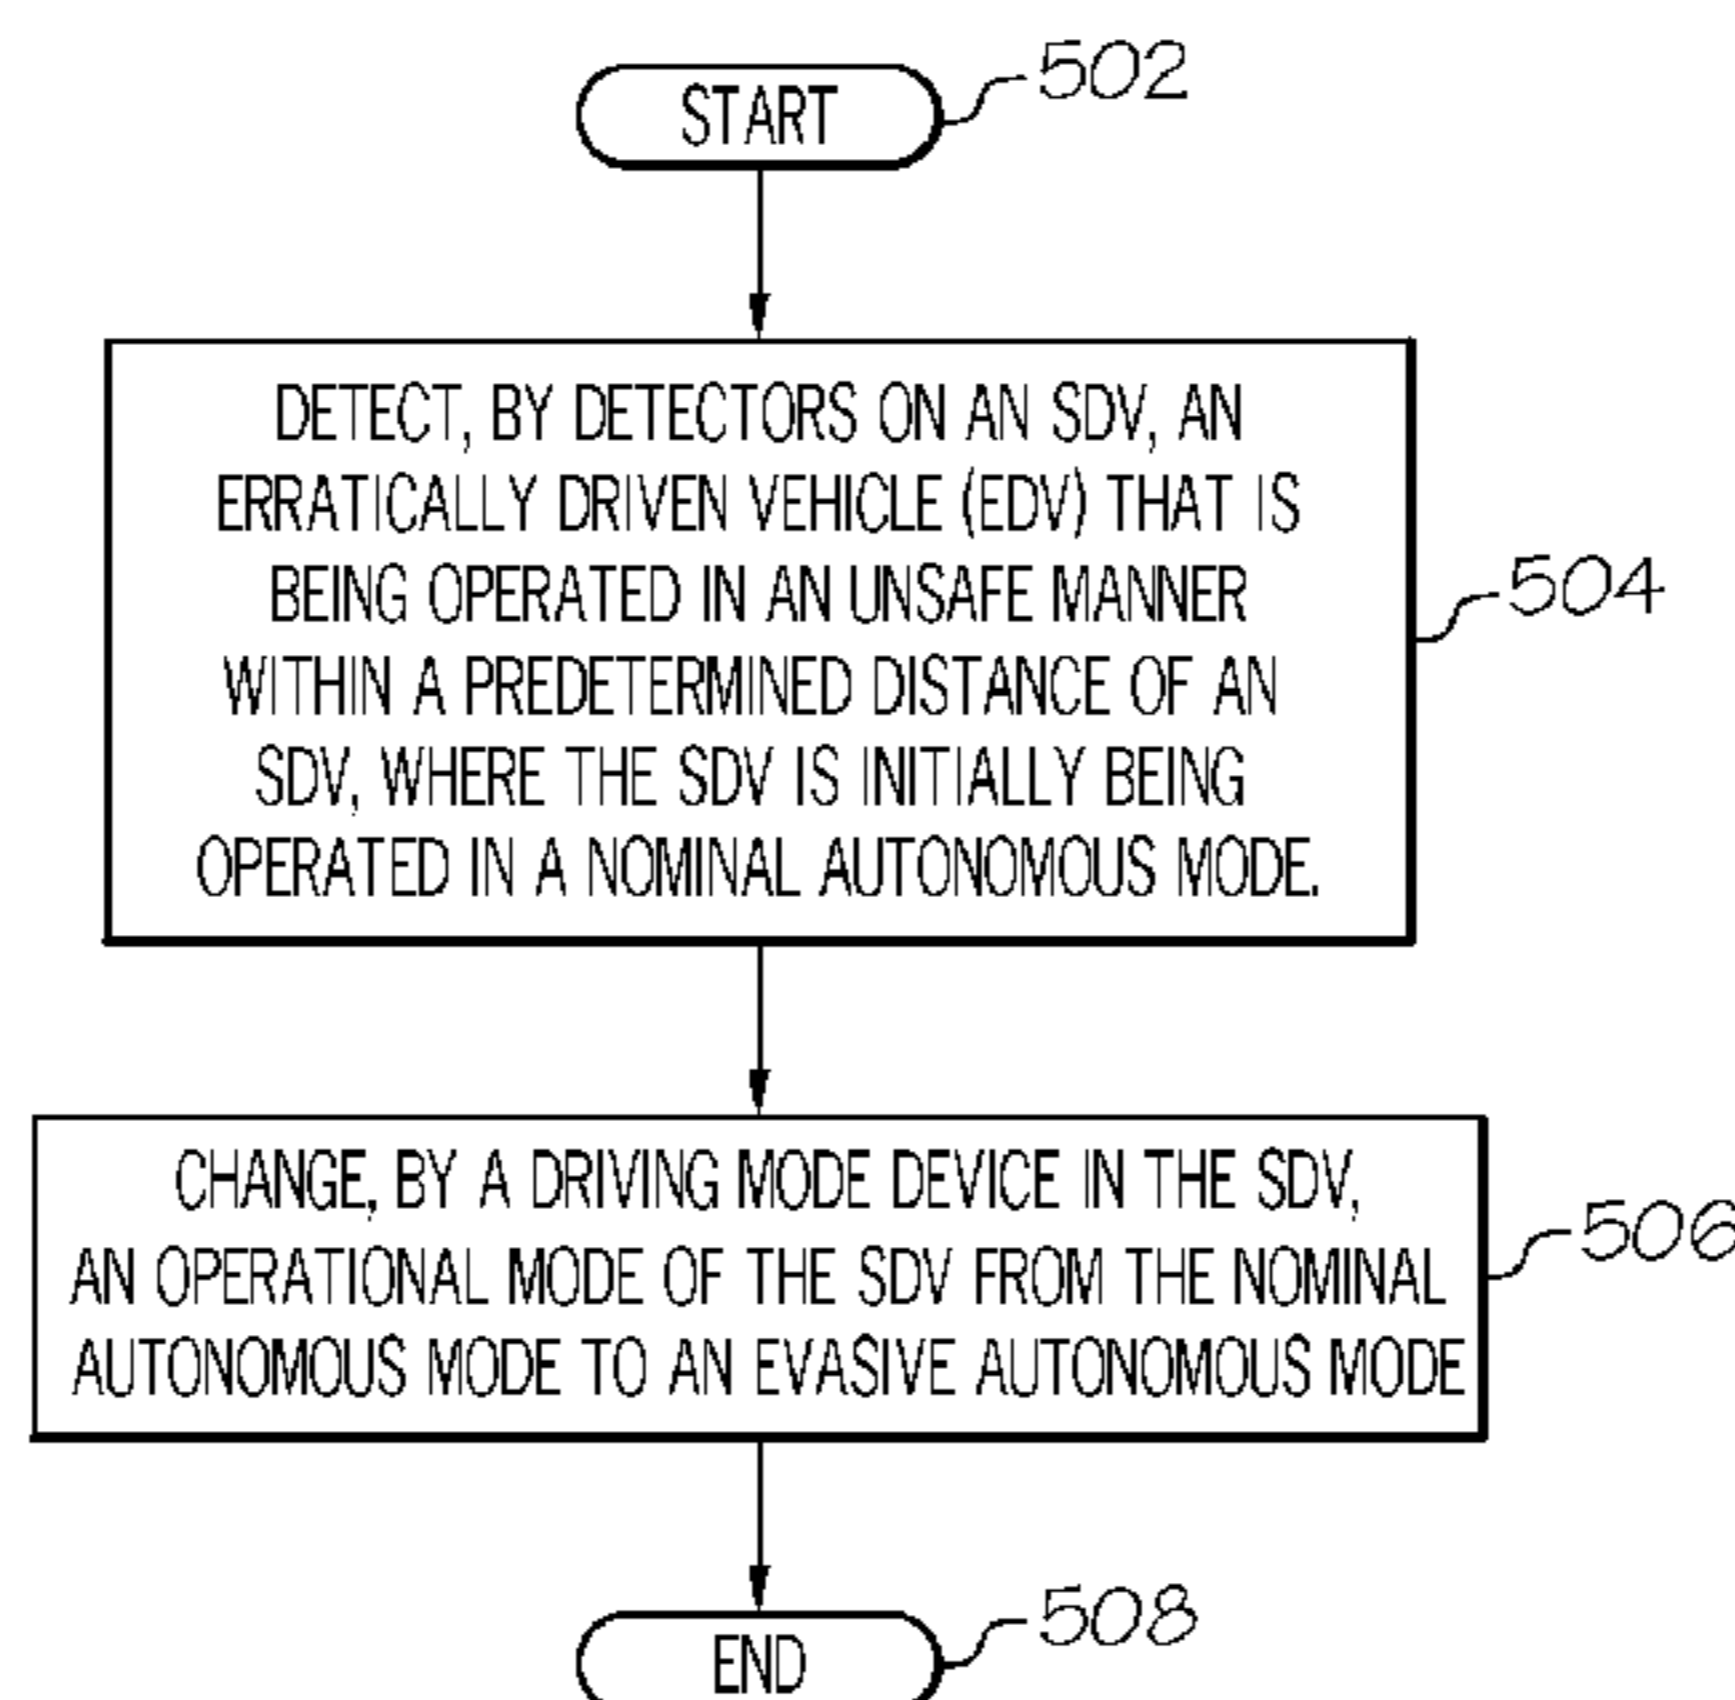 START
502
DETECT, BY DETECTORS ON AN SDV, AN
ERRATICALLY DRIVEN VEHICLE (EDV) THAT IS
BEING OPERATED IN AN UNSAFE MANNER
WITHIN A PREDETERMINED DISTANCE OF AN
SDV, WHERE THE SDV IS INITIALLY BEING
OPERATED IN A NOMINAL AUTONOMOUS MODE.
504
CHANGE, BY A DRIVING MODE DEVICE IN THE SDV,
AN OPERATIONAL MODE OF THE SDV FROM THE NOMINAL
AUTONOMOUS MODE TO AN EVASIVE AUTONOMOUS MODE
506
END
508